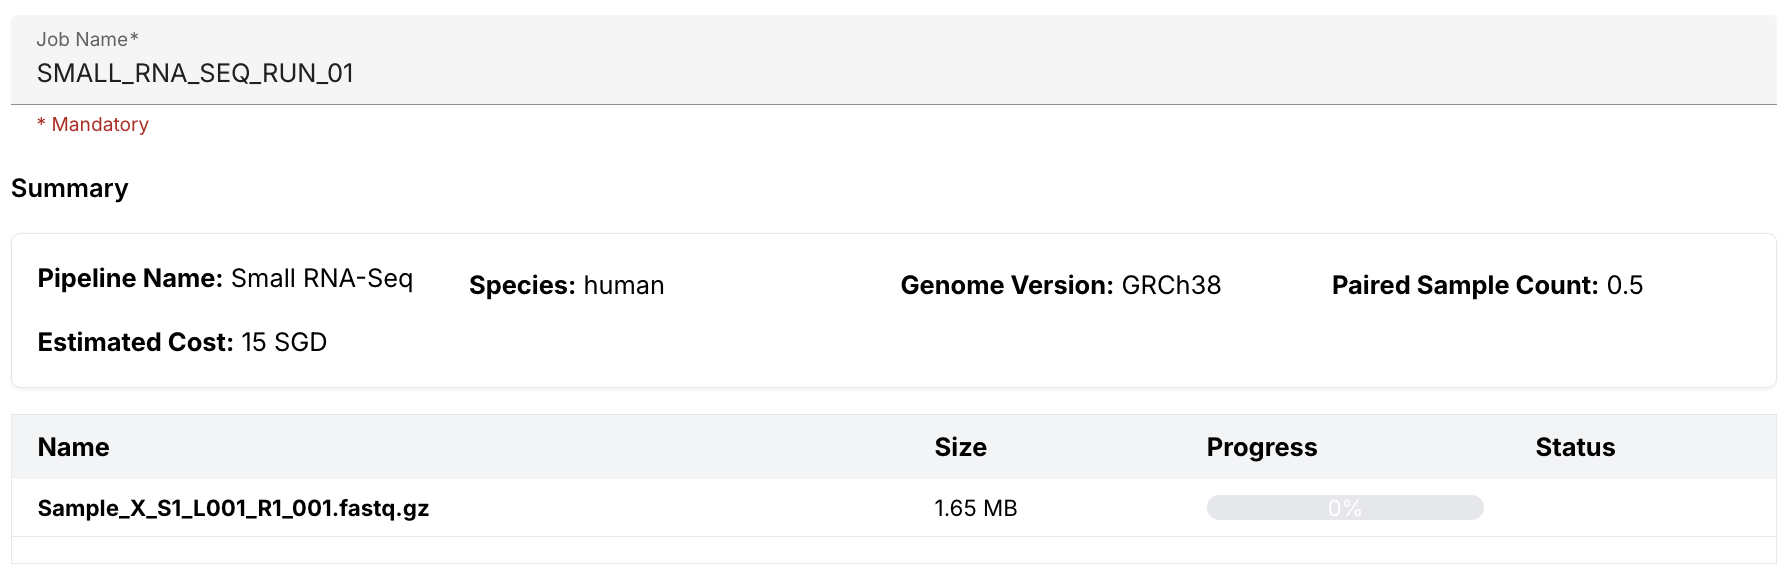 Job Name*
SMALL_RNA_SEQ_RUN_01
* Mandatory
Summary
Pipeline Name: Small RNA-Seq
Species: human
Genome Version: GRCh38
Paired Sample Count: 0.5
Estimated Cost: 15 SGD
Name Size Progress Status
Sample_X_S1_L001_R1_001.fastq.gz 1.65 MB 0%